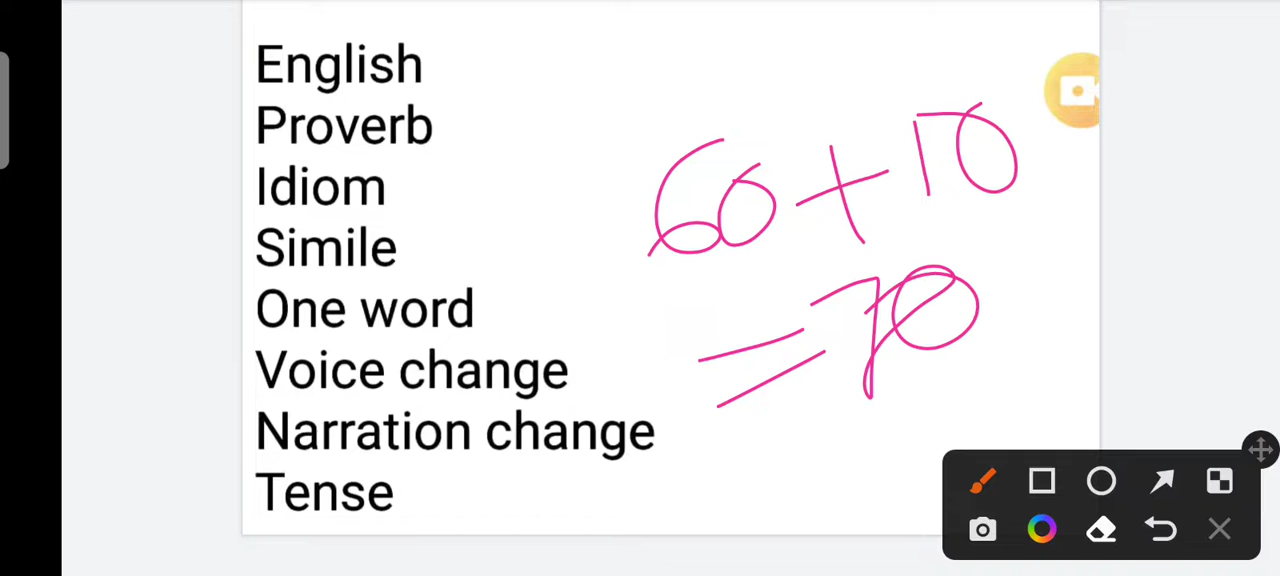 English
Proverb
Idiom
Simile
One word
Voice change
Narration change
Tense
60+10
=70